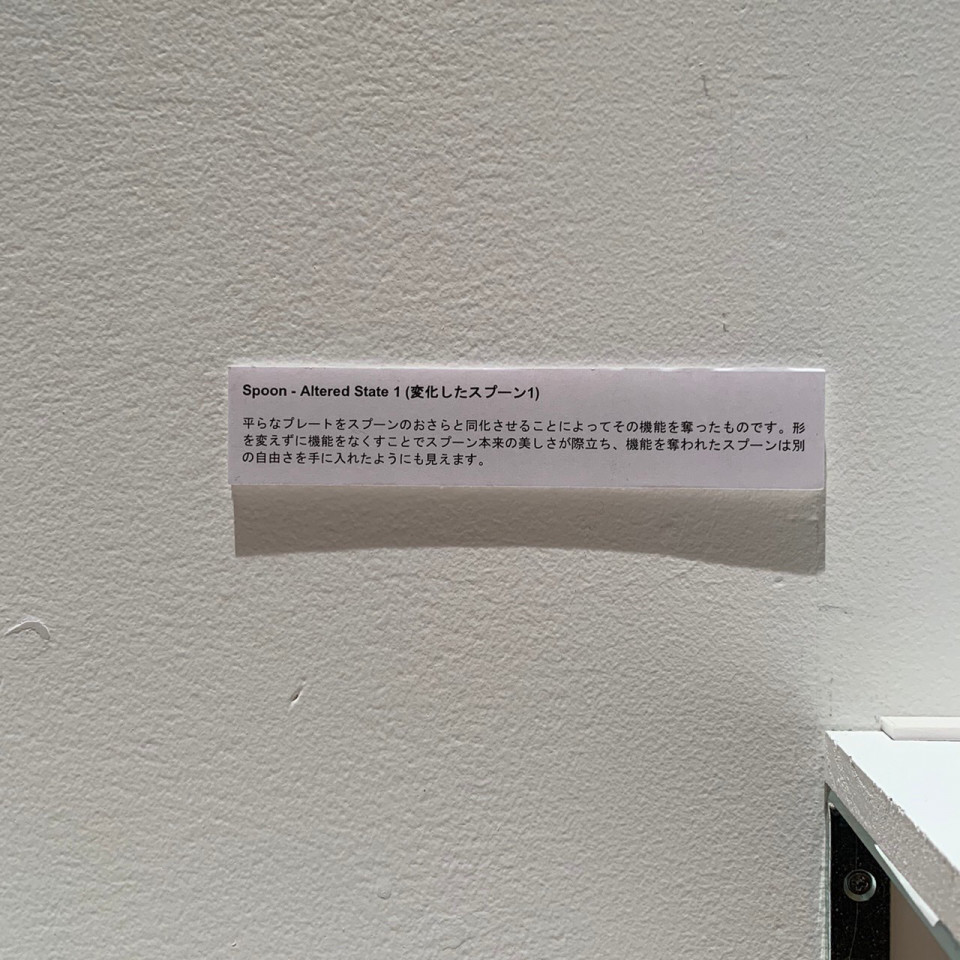 Spoon - Altered State 1 (変化したスプーン1)
平らなプレートをスプーンのおさらと同化させることによってその機能を奪ったものです。形
を変えずに機能をなくすことでスプーン本来の美しさが際立ち、機能を奪われたスプーンは別
の自由さを手に入れたようにも見えます。